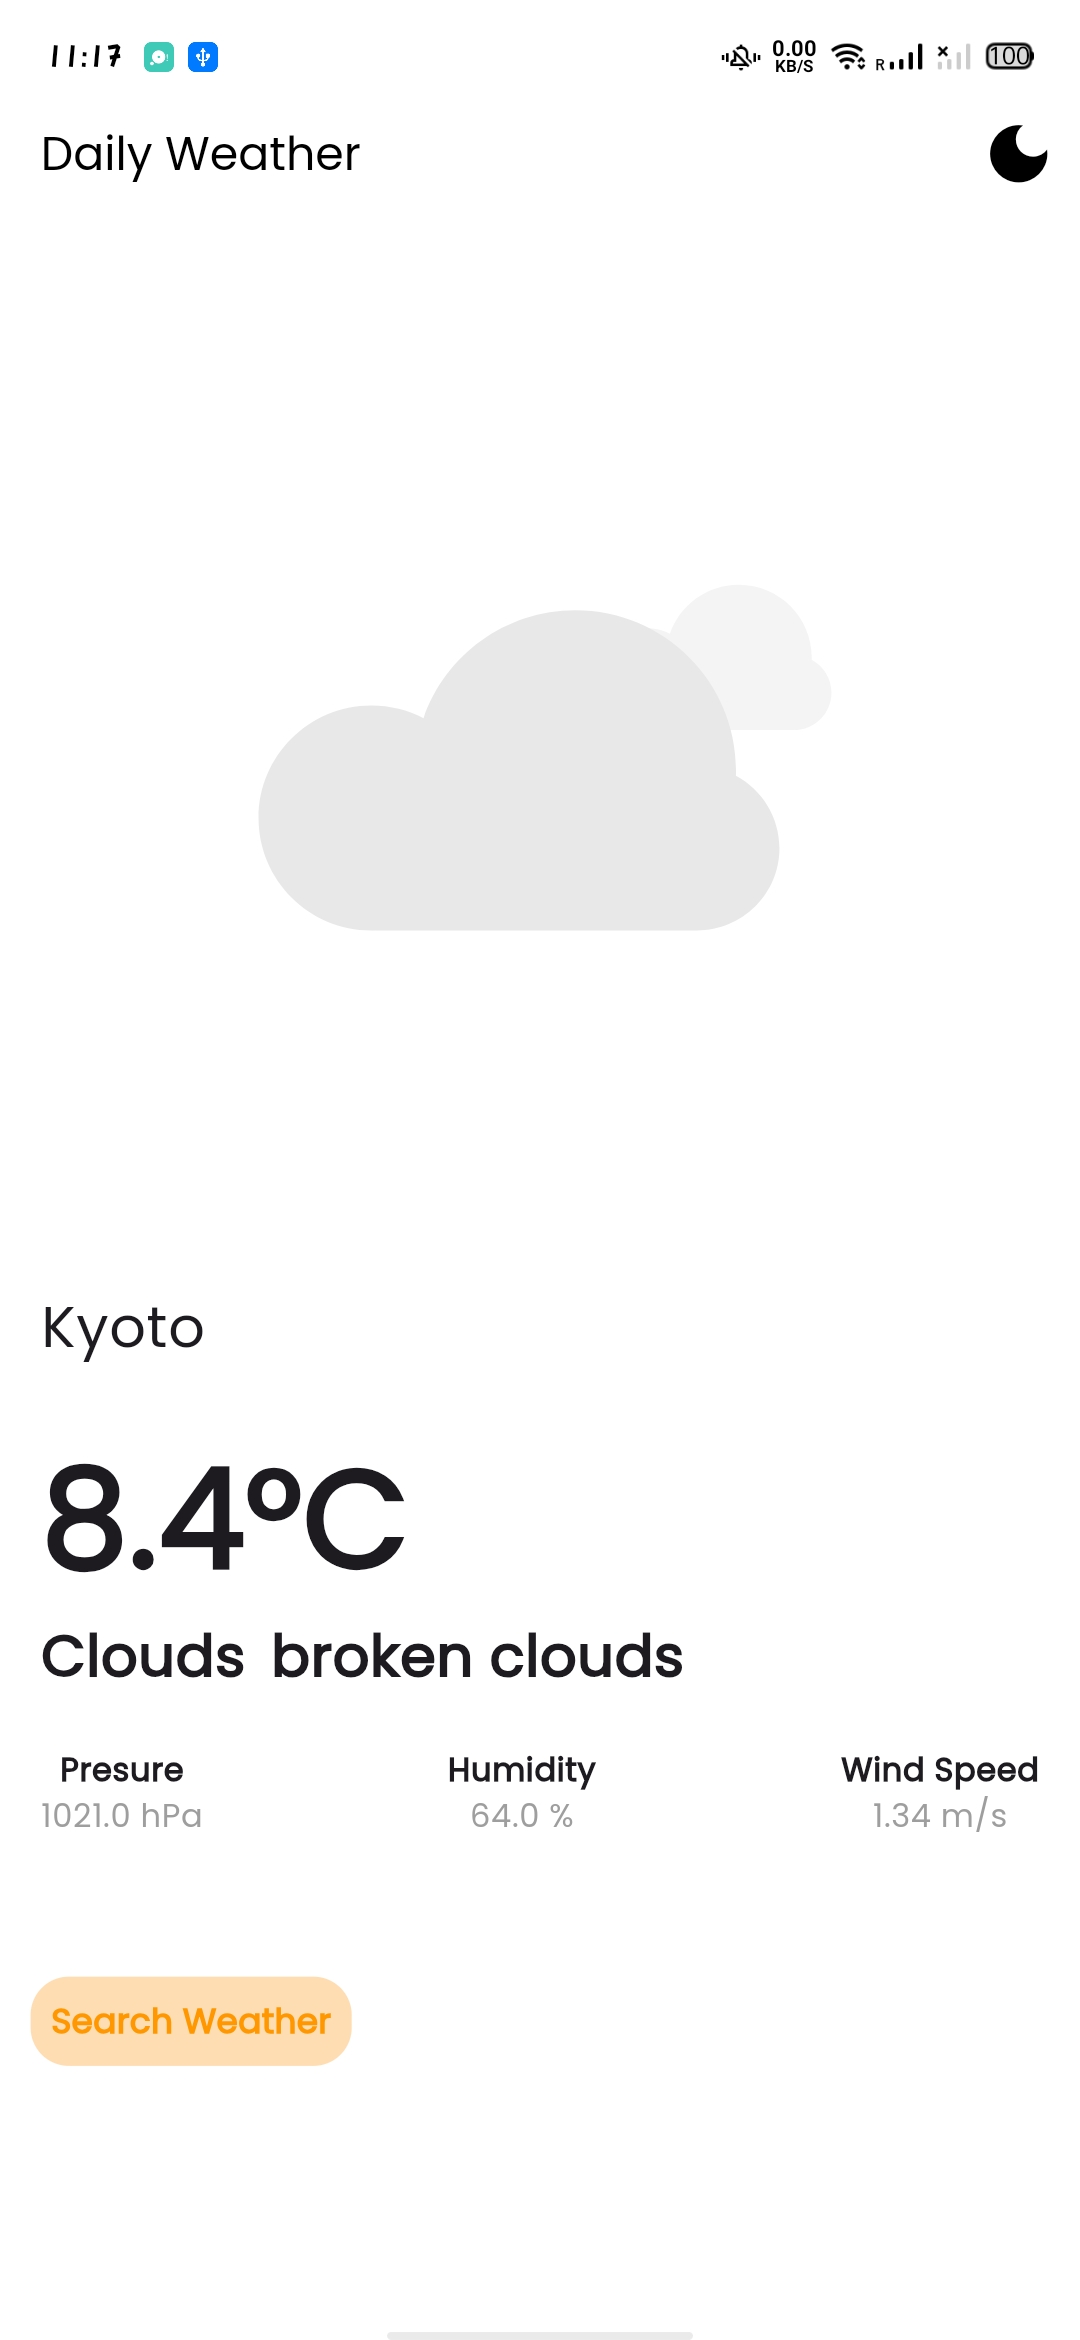 11:17 0.00 KB/S R 100
Daily Weather
Kyoto
8.4°C
Clouds broken clouds
Presure Humidity Wind Speed
1021.0 hPa 64.0 % 1.34 m/s
Search Weather